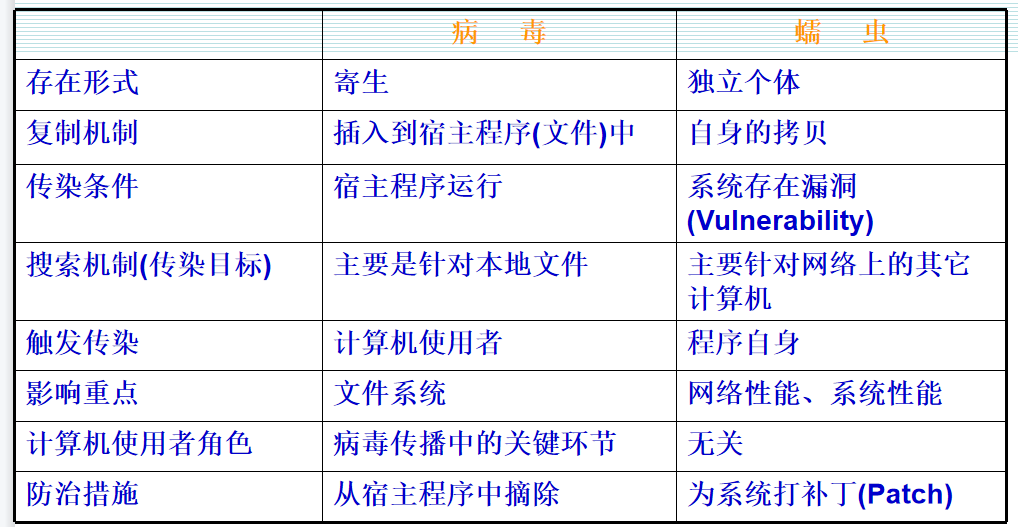 病 毒 蠕 虫
存在形式 寄生 独立个体
复制机制 插入到宿主程序(文件)中 自身的拷贝
传染条件 宿主程序运行 系统存在漏洞
(Vulnerability)
搜索机制(传染目标) 主要是针对本地文件 主要针对网络上的其它
计算机
触发传染 计算机使用者 程序自身
影响重点 文件系统 网络性能、系统性能
计算机使用者角色 病毒传播中的关键环节 无关
防治措施 从宿主程序中摘除 为系统打补丁(Patch)